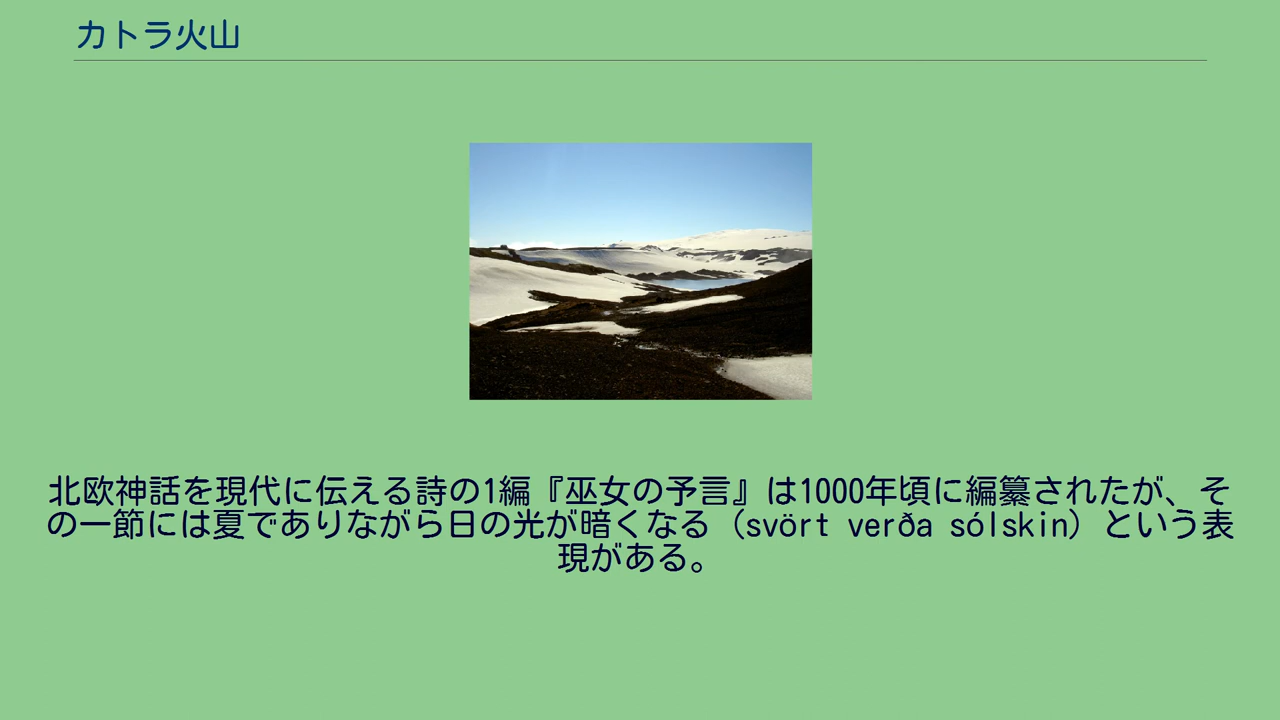 カトラ火山
北欧神話を現代に伝える詩の1編『巫女の予言』は1000年頃に編纂されたが、そ
の一節には夏でありながら日の光が暗くなる（svört verða sólskin）という表
現がある。